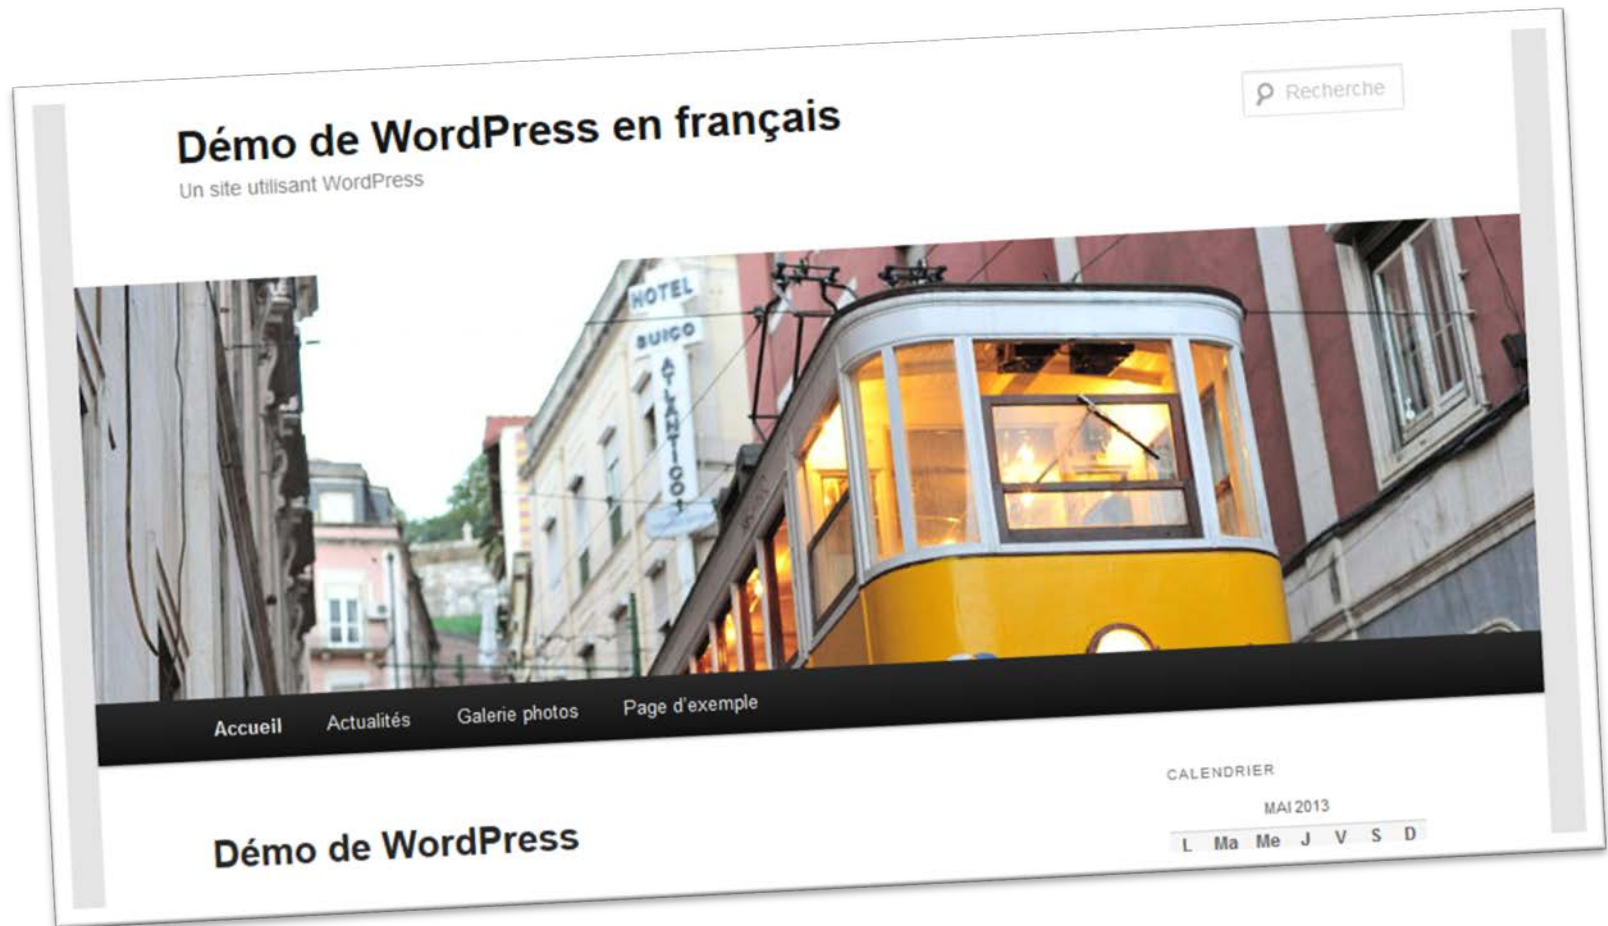 Démo de WordPress en français
Recherche
Un site utilisant WordPress
HOTEL
SUIÇO
ATLANTICO
Accueil
Actualités
Galerie photos
Page d'exemple
CALENDRIER
MAI 2013
Démo de WordPress
L Ma Me J V S D